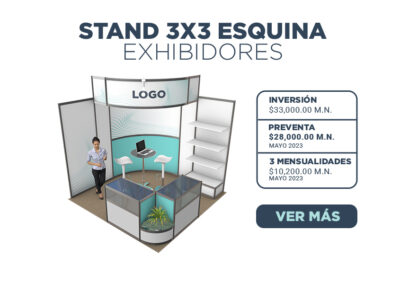 STAND 3X3 ESQUINA
EXHIBIDORES
LOGO
INVERSIÓN
$33,000.00 M.N.
PREVENTA
$28,000.00 M.N.
MAYO 2023
3 MENSUALIDADES
$10,200.00 M.N.
MAYO 2023
VER MÁS